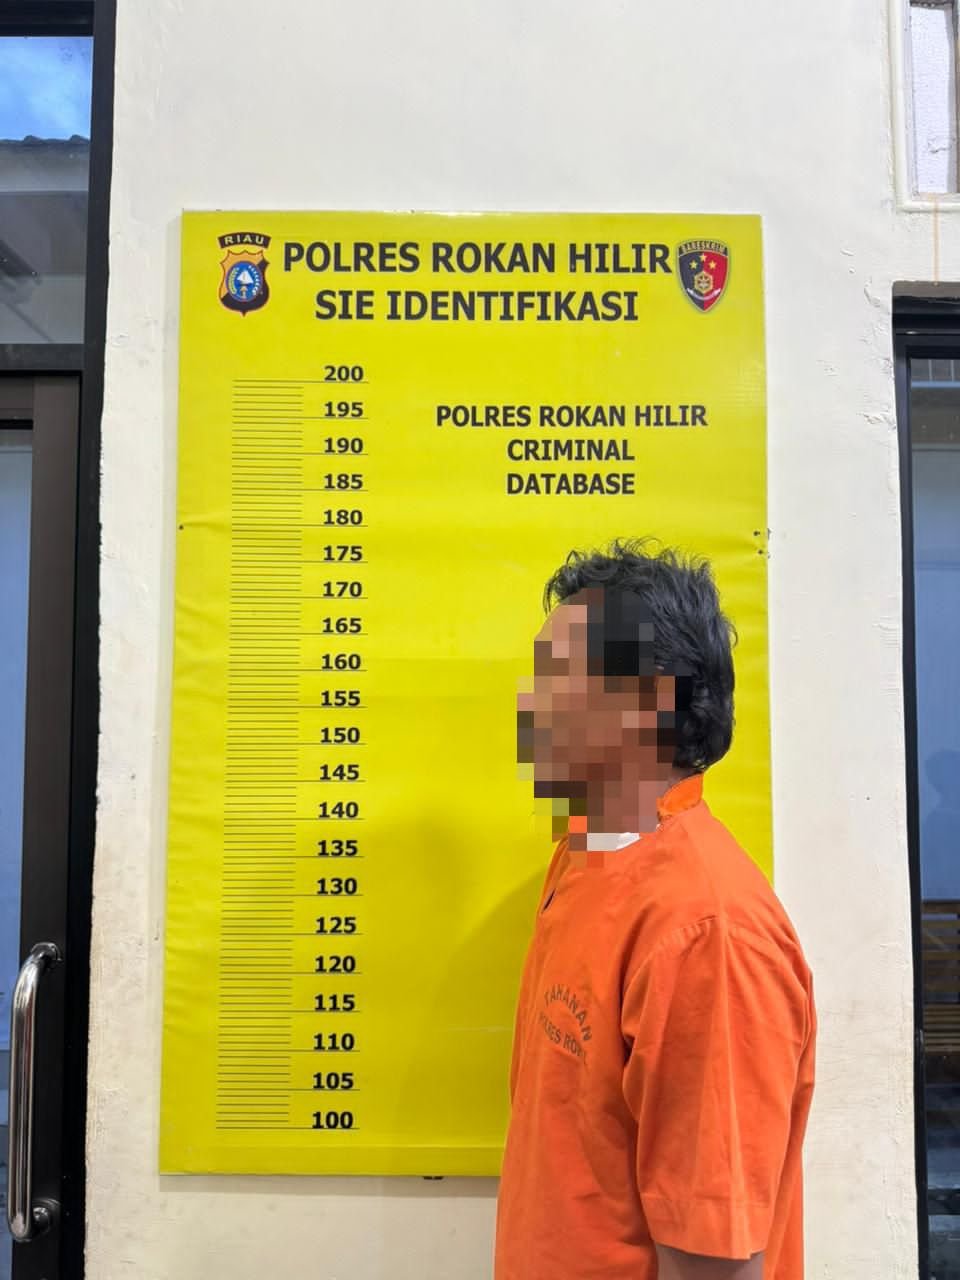 RIAU
POLRES ROKAN HILIR
BARESKRIM
SIE IDENTIFIKASI
200
195
190
185
180
175
170
165
160
155
150
145
140
135
130
125
120
115
110
105
100
POLRES ROKAN HILIR
CRIMINAL
DATABASE
TAHANAN
POLRES